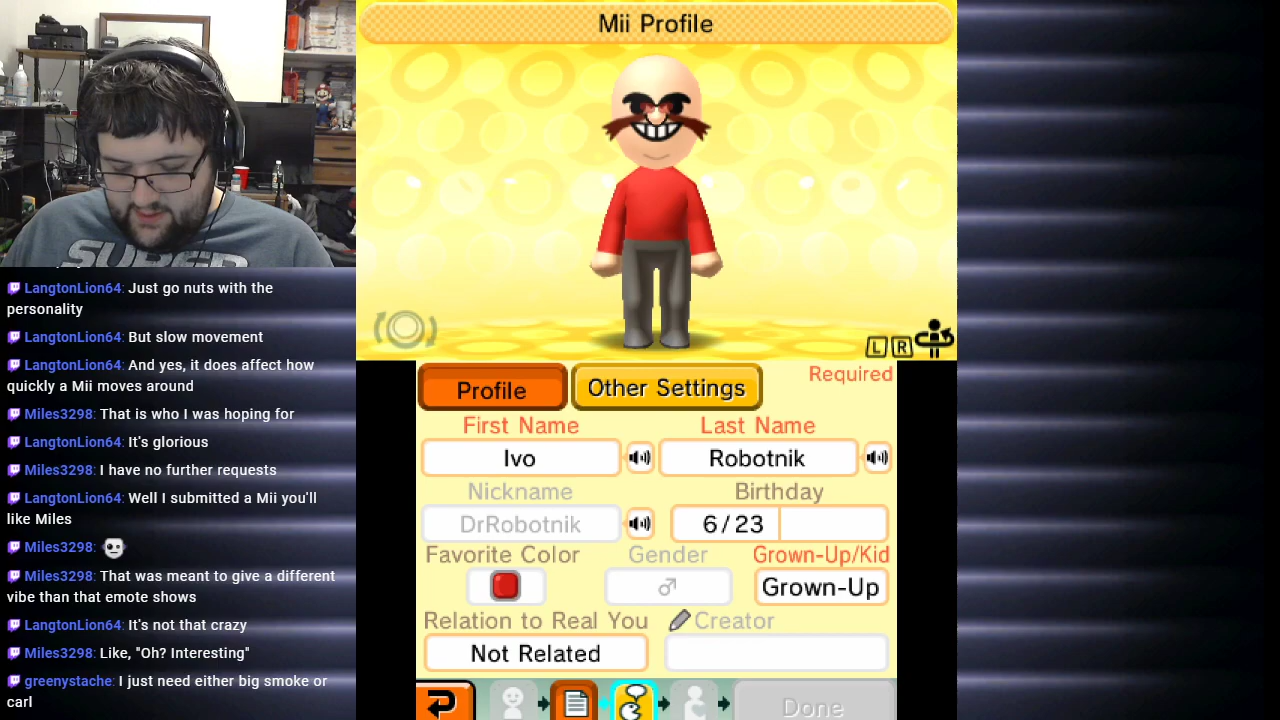 SUPER
LangtonLion64: Just go nuts with the
personality
LangtonLion64: But slow movement
LangtonLion64: And yes, it does affect how
quickly a Mii moves around
Miles3298: That is who I was hoping for
LangtonLion64: It's glorious
Miles3298: I have no further requests
LangtonLion64: Well I submitted a Mii you'll
like Miles
Miles3298:
Miles3298: That was meant to give a different
vibe than that emote shows
LangtonLion64: It's not that crazy
Miles3298: Like, "Oh? Interesting"
greenystache: I just need either big smoke or
carl
Mii Profile
L R
Profile
Other Settings
Required
First Name
Last Name
Ivo
Robotnik
Nickname
Birthday
DrRobotnik
6/23
Favorite Color
Gender
Grown-Up/Kid
♂
Grown-Up
Relation to Real You
Creator
Not Related
Done